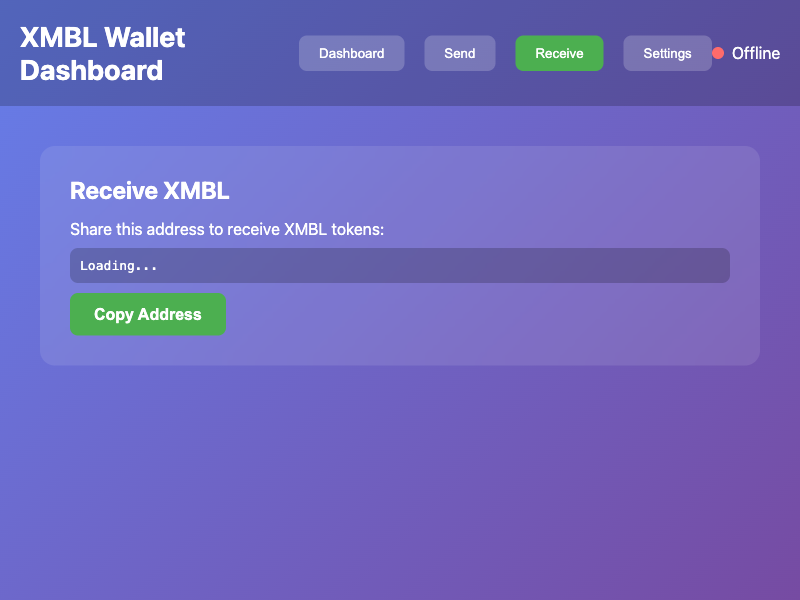 XMBL Wallet
Dashboard
Dashboard
Send
Receive
Settings
Offline
Receive XMBL
Share this address to receive XMBL tokens:
Loading...
Copy Address